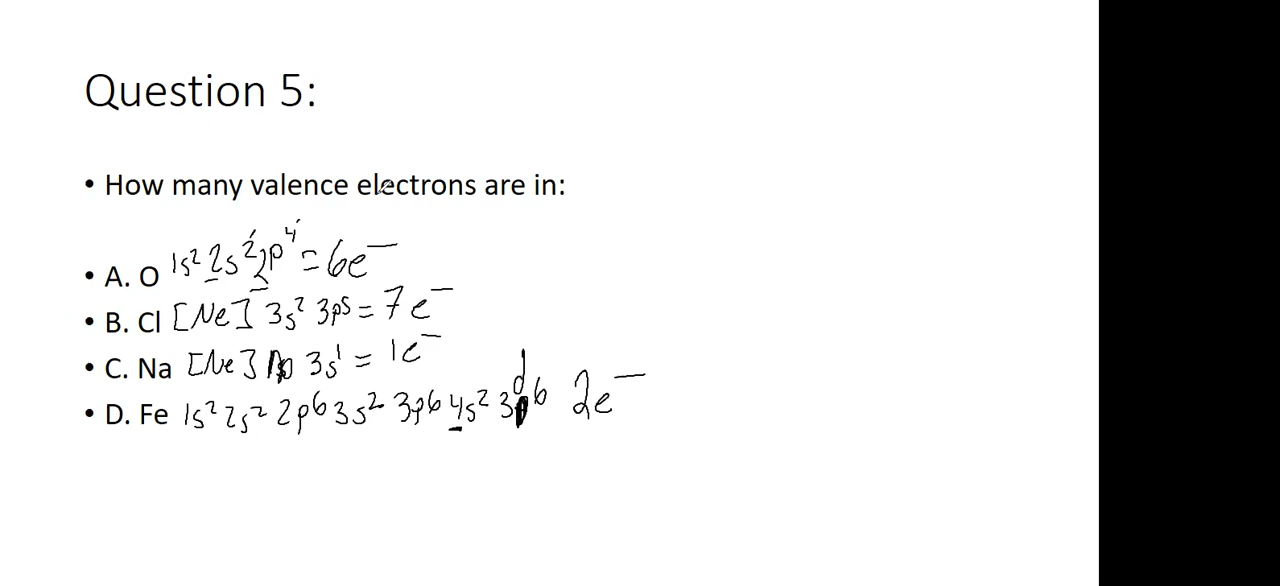 Question 5:
• How many valence electrons are in:
• A. O 1s² 2s² 2p⁴ = 6e⁻
• B. Cl [Ne] 3s² 3p⁵ = 7e⁻
• C. Na [Ne] 3s¹ = 1e⁻
• D. Fe 1s² 2s² 2p⁶ 3s² 3p⁶ 4s² 3d⁶ 2e⁻